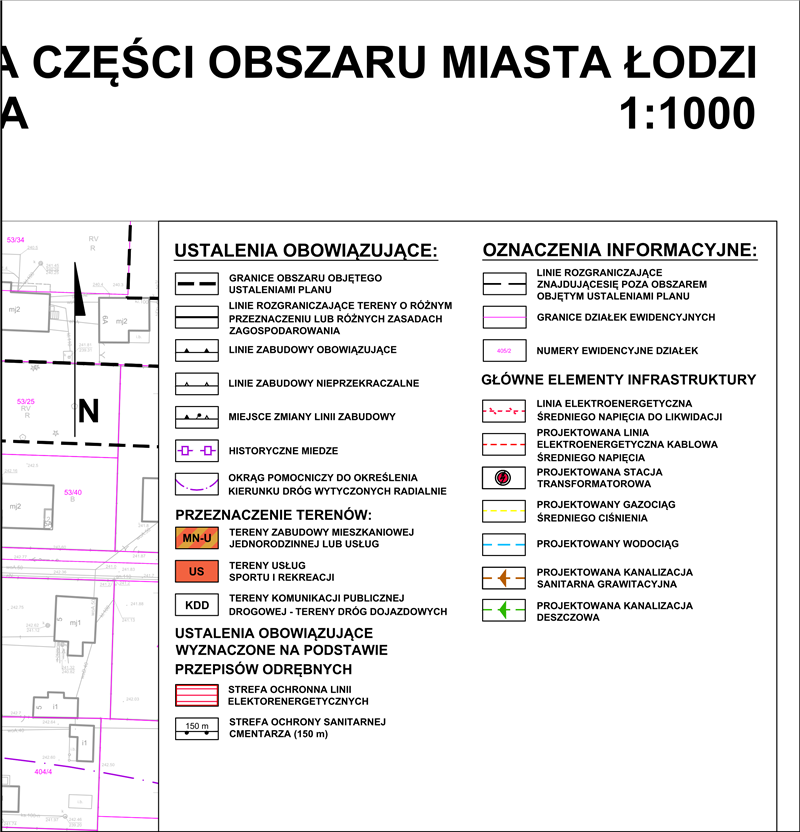 A CZĘŚCI OBSZARU MIASTA ŁODZI
A
1:1000
USTALENIA OBOWIĄZUJĄCE:
GRANICE OBSZARU OBJĘTEGO
USTALENIAMI PLANU
LINIE ROZGRANICZAJĄCE TERENY O RÓŻNYM
PRZEZNACZENIU LUB RÓŻNYCH ZASADACH
ZAGOSPODAROWANIA
LINIE ZABUDOWY OBOWIĄZUJĄCE
LINIE ZABUDOWY NIEPRZEKRACZALNE
MIEJSCE ZMIANY LINII ZABUDOWY
HISTORYCZNE MIEDZE
OKRĄG POMOCNICZY DO OKREŚLENIA
KIERUNKU DRÓG WYTYCZONYCH RADIALNIE
PRZEZNACZENIE TERENÓW:
MN-U
TERENY ZABUDOWY MIESZKANIOWEJ
JEDNORODZINNEJ LUB USŁUG
US
TERENY USŁUG
SPORTU I REKREACJI
KDD
TERENY KOMUNIKACJI PUBLICZNEJ
DROGOWEJ - TERENY DRÓG DOJAZDOWYCH
USTALENIA OBOWIĄZUJĄCE
WYZNACZONE NA PODSTAWIE
PRZEPISÓW ODRĘBNYCH
STREFA OCHRONNA LINII
ELEKTORENERGETYCZNYCH
150 m
STREFA OCHRONY SANITARNEJ
CMENTARZA (150 m)
OZNACZENIA INFORMACYJNE:
LINIE ROZGRANICZAJĄCE
ZNAJDUJĄCESIĘ POZA OBSZAREM
OBJĘTYM USTALENIAMI PLANU
GRANICE DZIAŁEK EWIDENCYJNYCH
405/2
NUMERY EWIDENCYJNE DZIAŁEK
GŁÓWNE ELEMENTY INFRASTRUKTURY
LINIA ELEKTROENERGETYCZNA
ŚREDNIEGO NAPIĘCIA DO LIKWIDACJI
PROJEKTOWANA LINIA
ELEKTROENERGETYCZNA KABLOWA
ŚREDNIEGO NAPIĘCIA
PROJEKTOWANA STACJA
TRANSFORMATOROWA
PROJEKTOWANY GAZOCIĄG
ŚREDNIEGO CIŚNIENIA
PROJEKTOWANY WODOCIĄG
PROJEKTOWANA KANALIZACJA
SANITARNA GRAWITACYJNA
PROJEKTOWANA KANALIZACJA
DESZCZOWA
53/34
RV
R
mj2
6A
mj2
53/25
RV
R
N
53/40
B
mj2
5
mj1
5
i1
i1
404/4